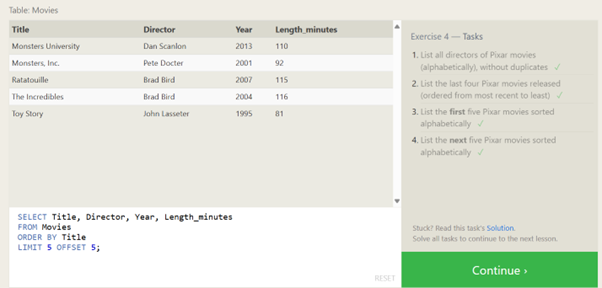 Table: Movies
Title Director Year Length_minutes
Monsters University Dan Scanlon 2013 110
Monsters, Inc. Pete Docter 2001 92
Ratatouille Brad Bird 2007 115
The Incredibles Brad Bird 2004 116
Toy Story John Lasseter 1995 81
SELECT Title, Director, Year, Length_minutes
FROM Movies
ORDER BY Title
LIMIT 5 OFFSET 5;
RESET
Exercise 4 — Tasks
1. List all directors of Pixar movies
(alphabetically), without duplicates ✓
2. List the last four Pixar movies released
(ordered from most recent to least) ✓
3. List the first five Pixar movies sorted
alphabetically ✓
4. List the next five Pixar movies sorted
alphabetically ✓
Stuck? Read this task's Solution.
Solve all tasks to continue to the next lesson.
Continue ›